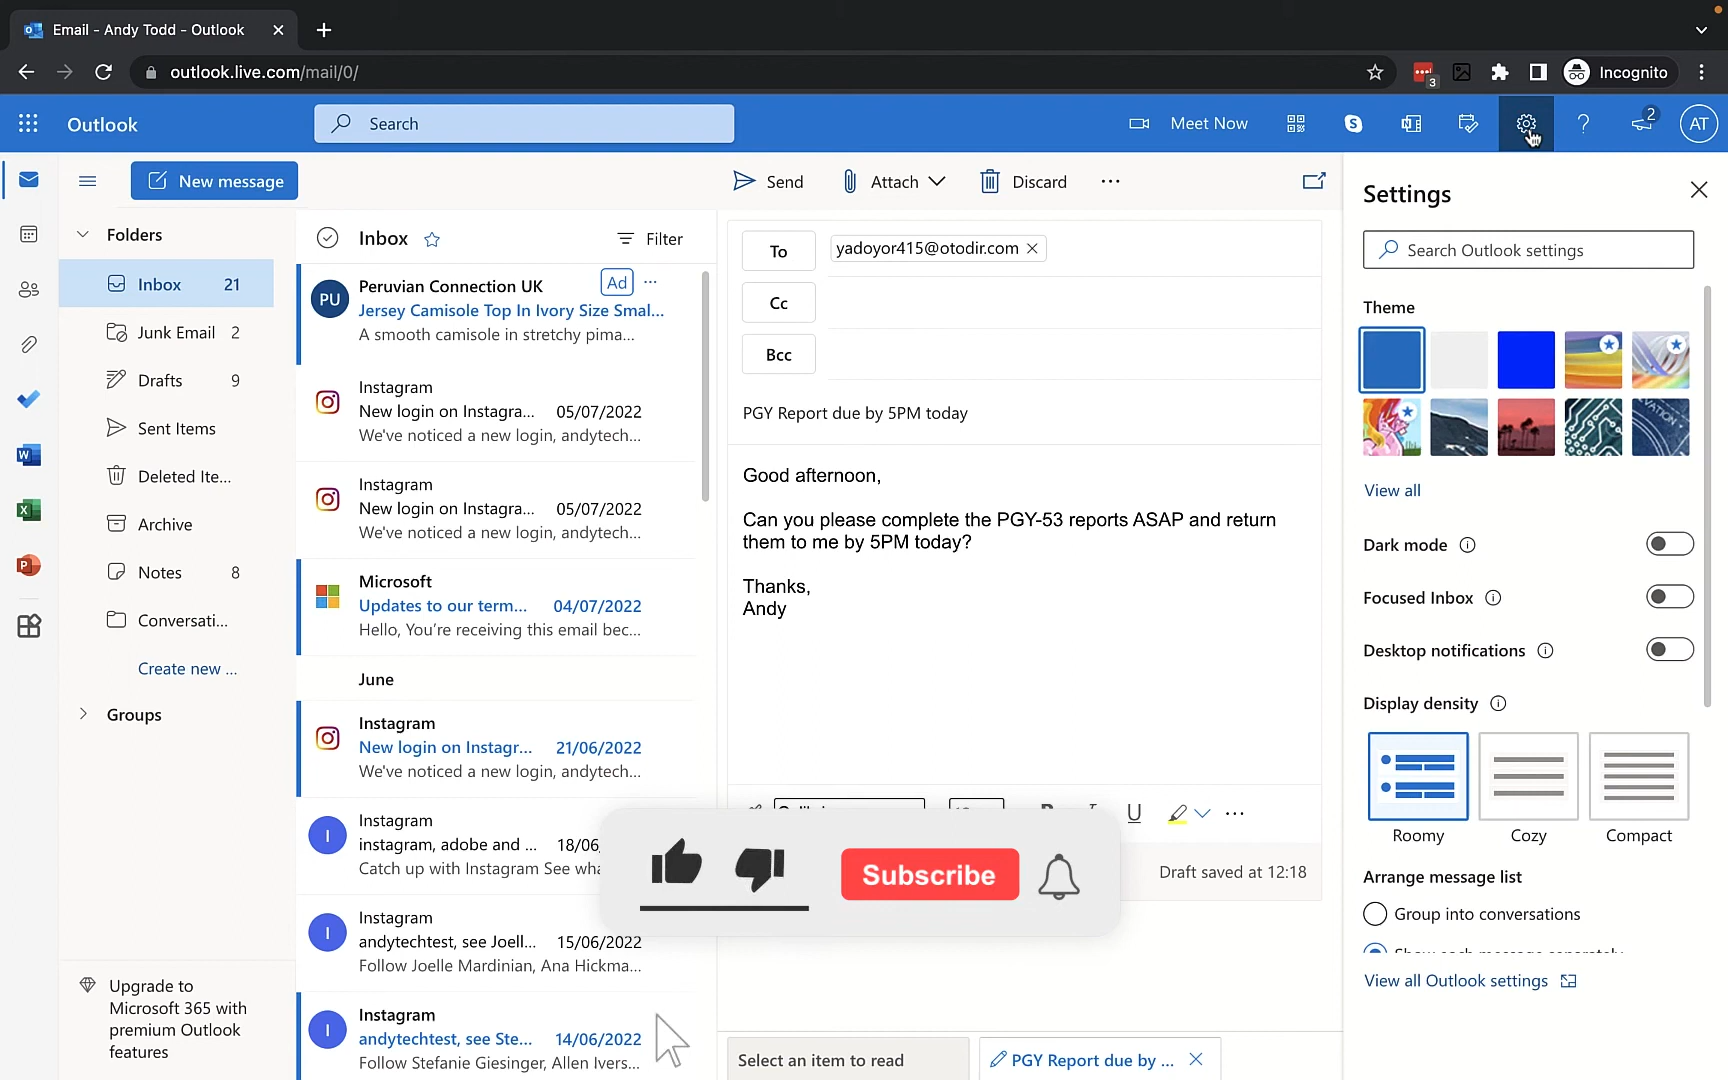 Email - Andy Todd - Outlook
outlook.live.com/mail/0/
3
Incognito
Outlook
Search
Meet Now
2
AT
New message
Folders
Inbox 21
Junk Email 2
Drafts 9
Sent Items
Deleted Ite...
Archive
Notes 8
Conversati...
Create new ...
Groups
Upgrade to
Microsoft 365 with
premium Outlook
features
Inbox
Filter
PU
Peruvian Connection UK
Ad
Jersey Camisole Top In Ivory Size Smal...
A smooth camisole in stretchy pima...
Instagram
New login on Instagra... 05/07/2022
We've noticed a new login, andytech...
Instagram
New login on Instagra... 05/07/2022
We've noticed a new login, andytech...
Microsoft
Updates to our term... 04/07/2022
Hello, You're receiving this email bec...
June
Instagram
New login on Instagr... 21/06/2022
We've noticed a new login, andytech...
I
Instagram
instagram, adobe and ... 18/06
Catch up with Instagram See wha
I
Instagram
andytechtest, see Joell... 15/06/2022
Follow Joelle Mardinian, Ana Hickma...
I
Instagram
andytechtest, see Ste... 14/06/2022
Follow Stefanie Giesinger, Allen Ivers...
Send
Attach
Discard
To
yadoyor415@otodir.com
Cc
Bcc
PGY Report due by 5PM today
Good afternoon,
Can you please complete the PGY-53 reports ASAP and return
them to me by 5PM today?
Thanks,
Andy
U
Subscribe
Draft saved at 12:18
Select an item to read
PGY Report due by ...
Settings
Search Outlook settings
Theme
View all
Dark mode
Focused Inbox
Desktop notifications
Display density
Roomy
Cozy
Compact
Arrange message list
Group into conversations
Show each message separately
View all Outlook settings